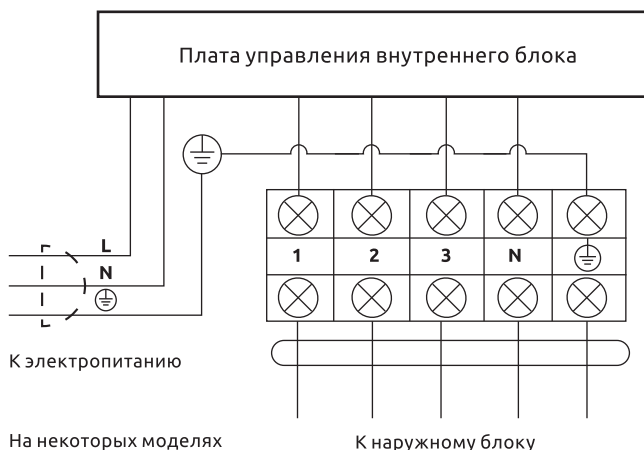 Плата управления внутреннего блока
L
N
1 2 3 N
К электропитанию
На некоторых моделях
К наружному блоку